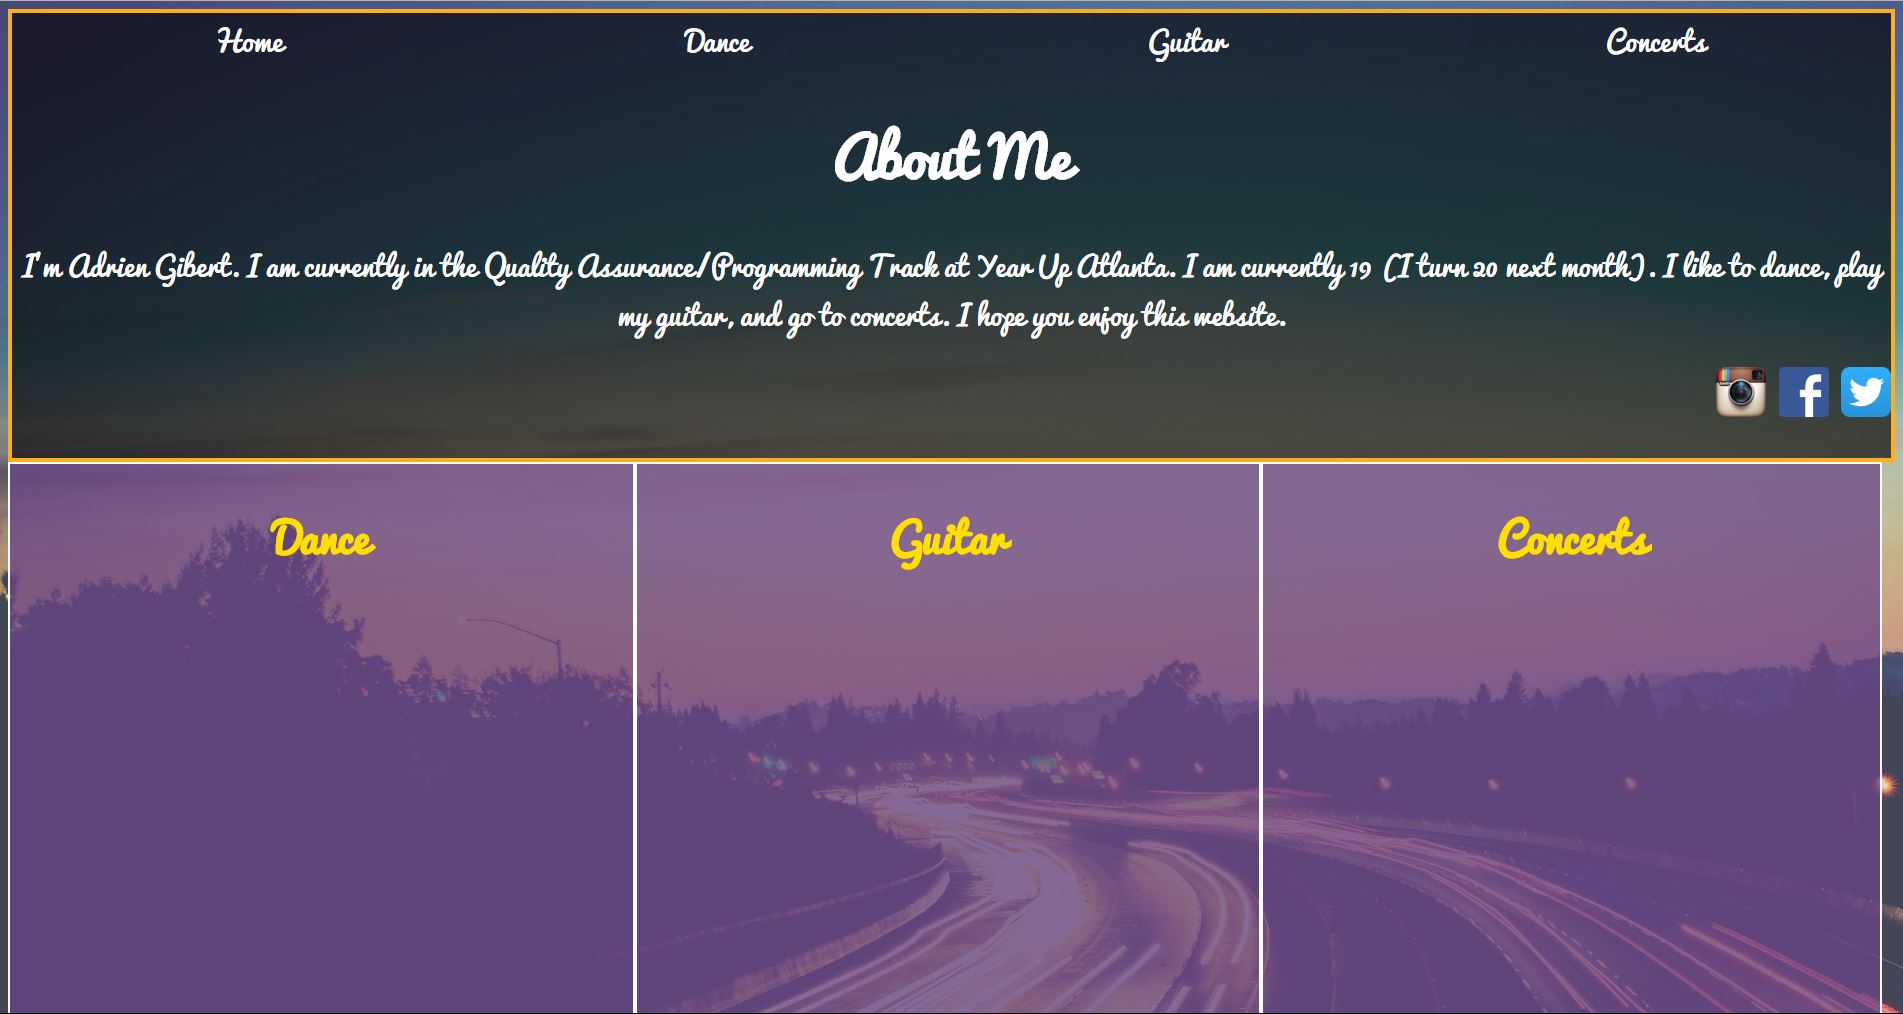 Home Dance Guitar Concerts
About Me
I'm Adrien Gibert. I am currently in the Quality Assurance/Programming Track at Year Up Atlanta. I am currently 19 (I turn 20 next month). I like to dance, play
my guitar, and go to concerts. I hope you enjoy this website.
Dance Guitar Concerts